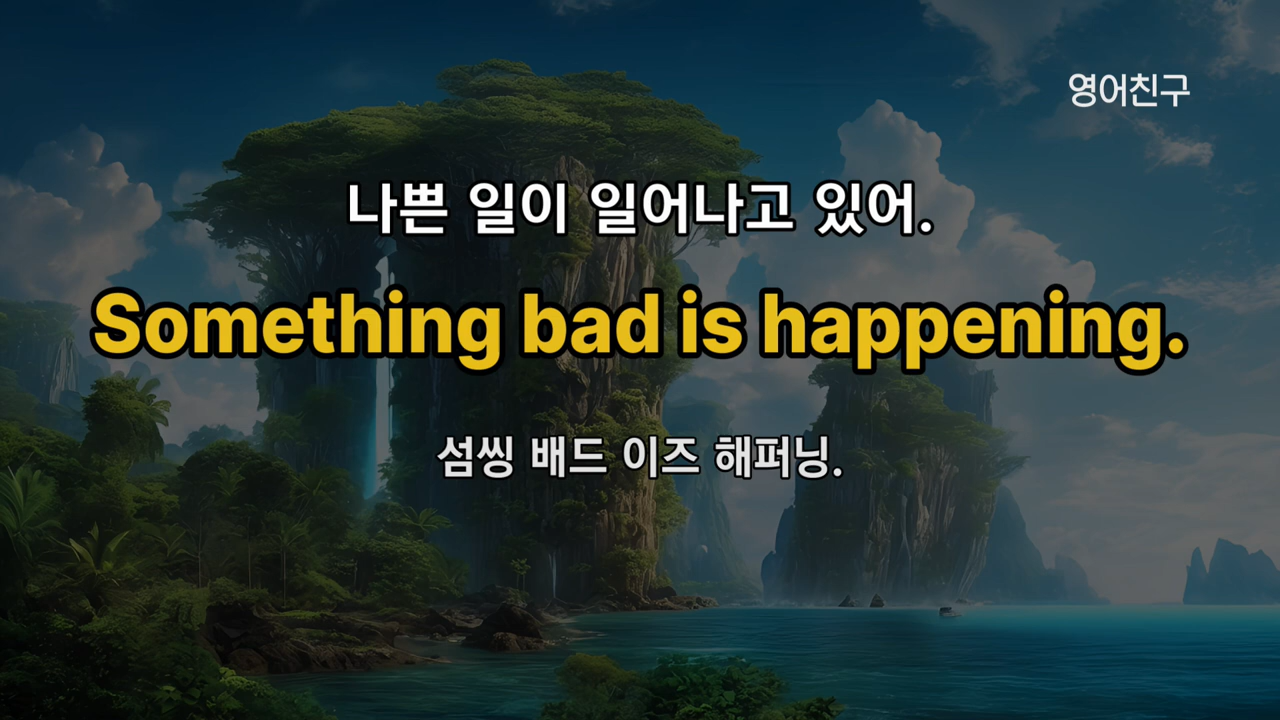 영어친구
나쁜 일이 일어나고 있어.
Something bad is happening.
섬씽 배드 이즈 해퍼닝.